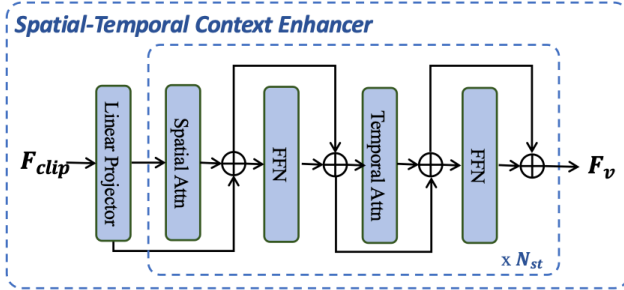 Spatial-Temporal Context Enhancer
F_clip
Linear Projector
Spatial Attn
FFN
Temporal Attn
FFN
F_v
x N_st